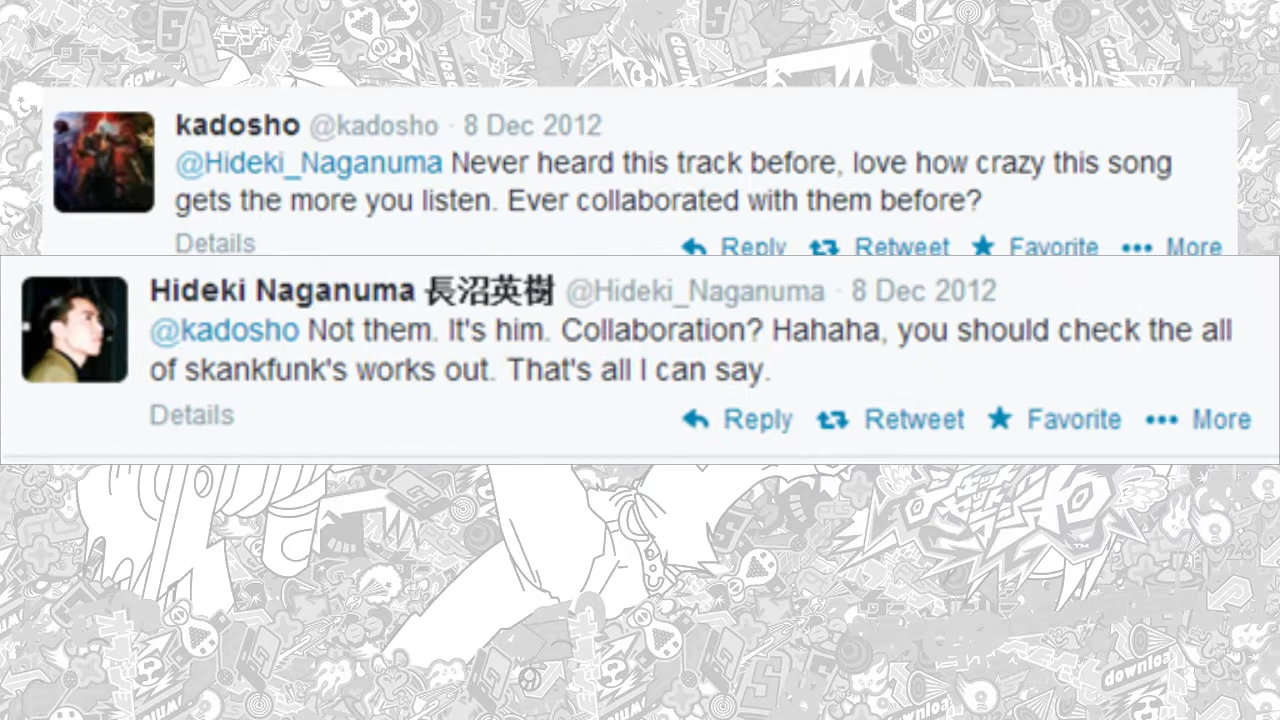 kadosho @kadosho · 8 Dec 2012
@Hideki_Naganuma Never heard this track before, love how crazy this song
gets the more you listen. Ever collaborated with them before?
Details Reply Retweet Favorite ••• More
Hideki Naganuma 長沼英樹 @Hideki_Naganuma · 8 Dec 2012
@kadosho Not them. It's him. Collaboration? Hahaha, you should check the all
of skankfunk's works out. That's all I can say.
Details Reply Retweet Favorite ••• More
download